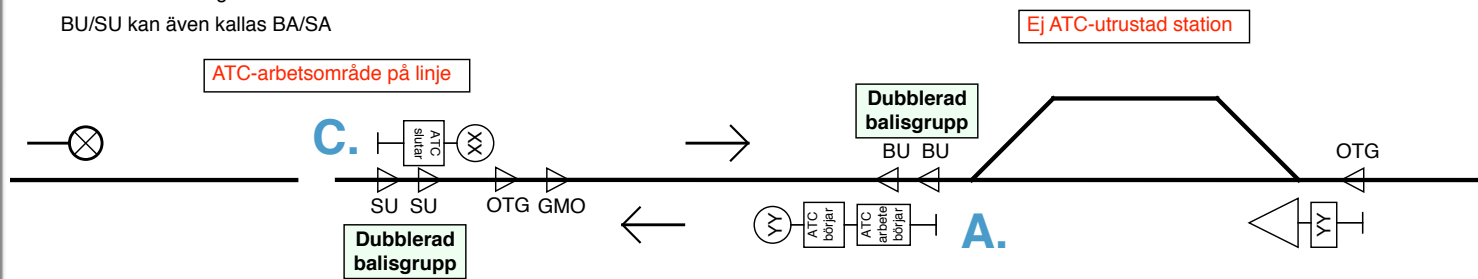 BU/SU kan även kallas BA/SA
Ej ATC-utrustad station
ATC-arbetsområde på linje
Dubblerad
balisgrupp
C.
ATC
slutar
XX
BU BU
OTG
SU SU
OTG GMO
Dubblerad
balisgrupp
YY
ATC
börjar
ATC
arbete
börjar
A.
YY